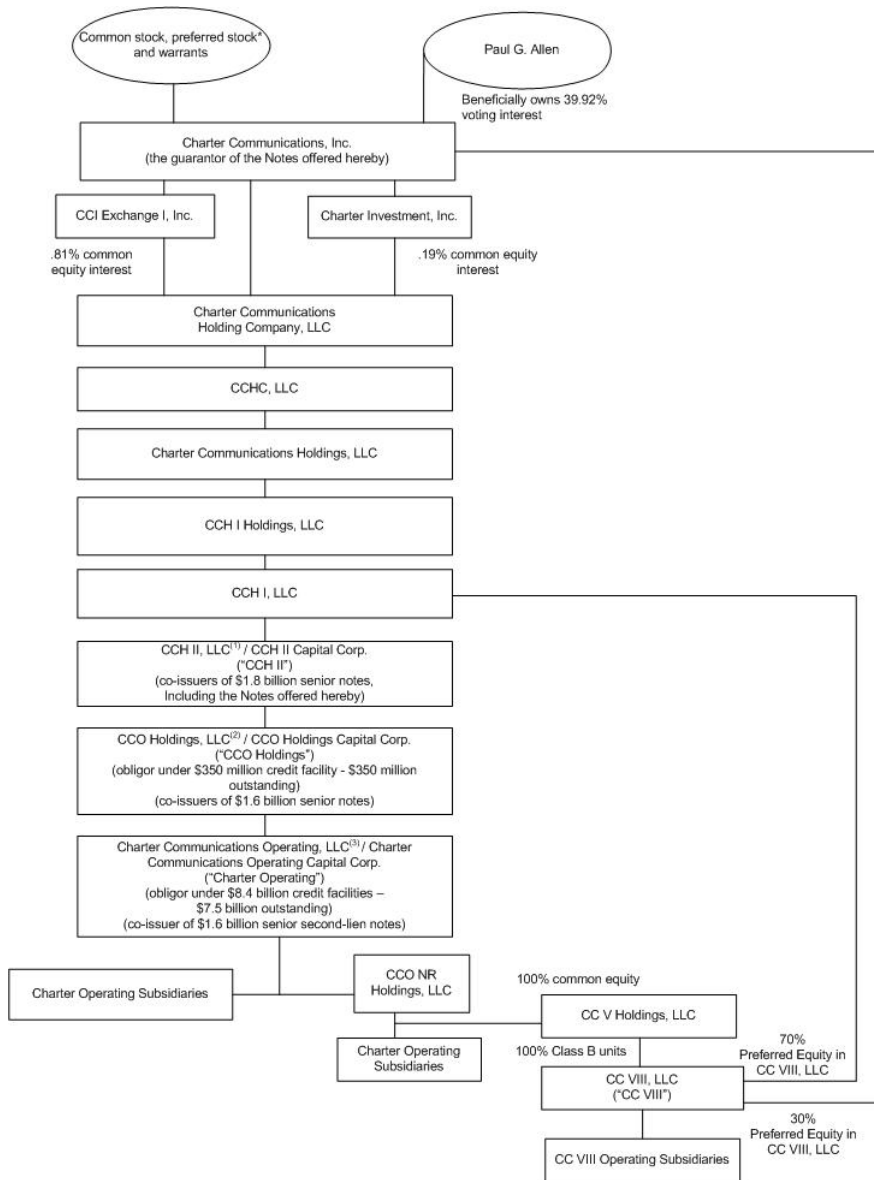 Common stock, preferred stock*
and warrants
Paul G. Allen
Beneficially owns 39.92%
voting interest
Charter Communications, Inc.
(the guarantor of the Notes offered hereby)
CCI Exchange I, Inc.
Charter Investment, Inc.
.81% common
equity interest
.19% common equity
interest
Charter Communications
Holding Company, LLC
CCHC, LLC
Charter Communications Holdings, LLC
CCH I Holdings, LLC
CCH I, LLC
CCH II, LLC(1) / CCH II Capital Corp.
(“CCH II”)
(co-issuers of $1.8 billion senior notes,
Including the Notes offered hereby)
CCO Holdings, LLC(2) / CCO Holdings Capital Corp.
(“CCO Holdings”)
(obligor under $350 million credit facility - $350 million
outstanding)
(co-issuers of $1.6 billion senior notes)
Charter Communications Operating, LLC(3) / Charter
Communications Operating Capital Corp.
(“Charter Operating”)
(obligor under $8.4 billion credit facilities –
$7.5 billion outstanding)
(co-issuer of $1.6 billion senior second-lien notes)
Charter Operating Subsidiaries
CCO NR
Holdings, LLC
100% common equity
CC V Holdings, LLC
Charter Operating
Subsidiaries
100% Class B units
70%
Preferred Equity in
CC VIII, LLC
CC VIII, LLC
(“CC VIII”)
30%
Preferred Equity in
CC VIII, LLC
CC VIII Operating Subsidiaries